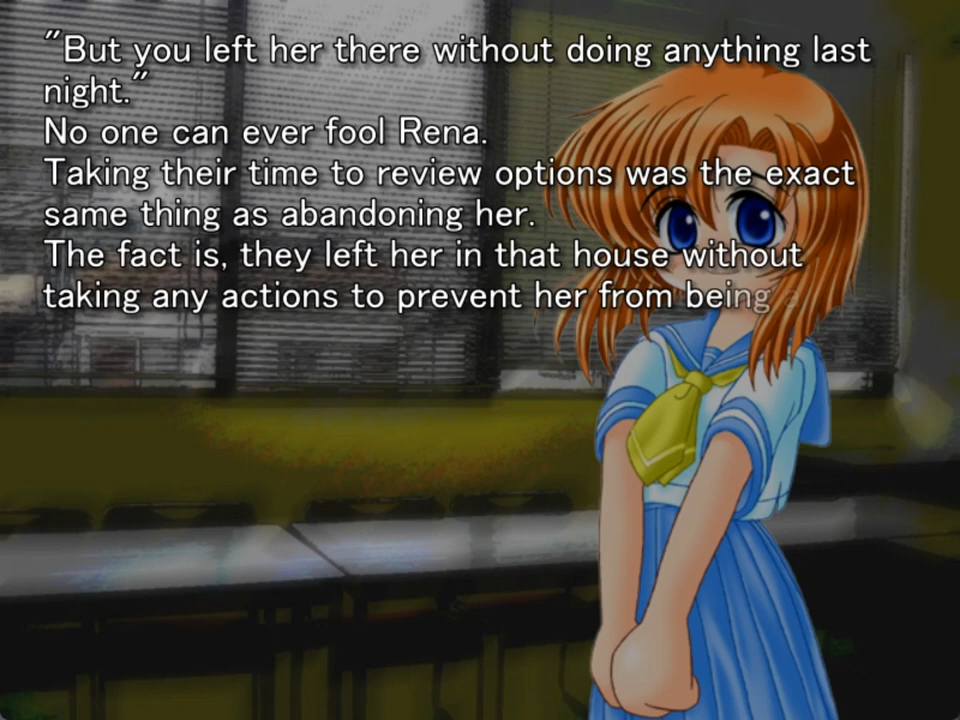 "But you left her there without doing anything last
night."
No one can ever fool Rena.
Taking their time to review options was the exact
same thing as abandoning her.
The fact is, they left her in that house without
taking any actions to prevent her from being a